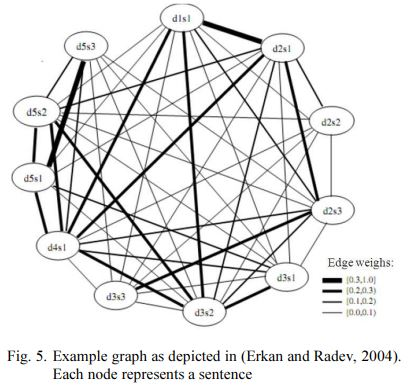 d1s1
d5s3
d2s1
d5s2
d2s2
d5s1
d2s3
d4s1
d3s1
d3s3
d3s2
Edge weighs:
[0.3,1.0]
[0.2,0.3)
[0.1,0.2)
[0.0,0.1)
Fig. 5. Example graph as depicted in (Erkan and Radev, 2004).
Each node represents a sentence